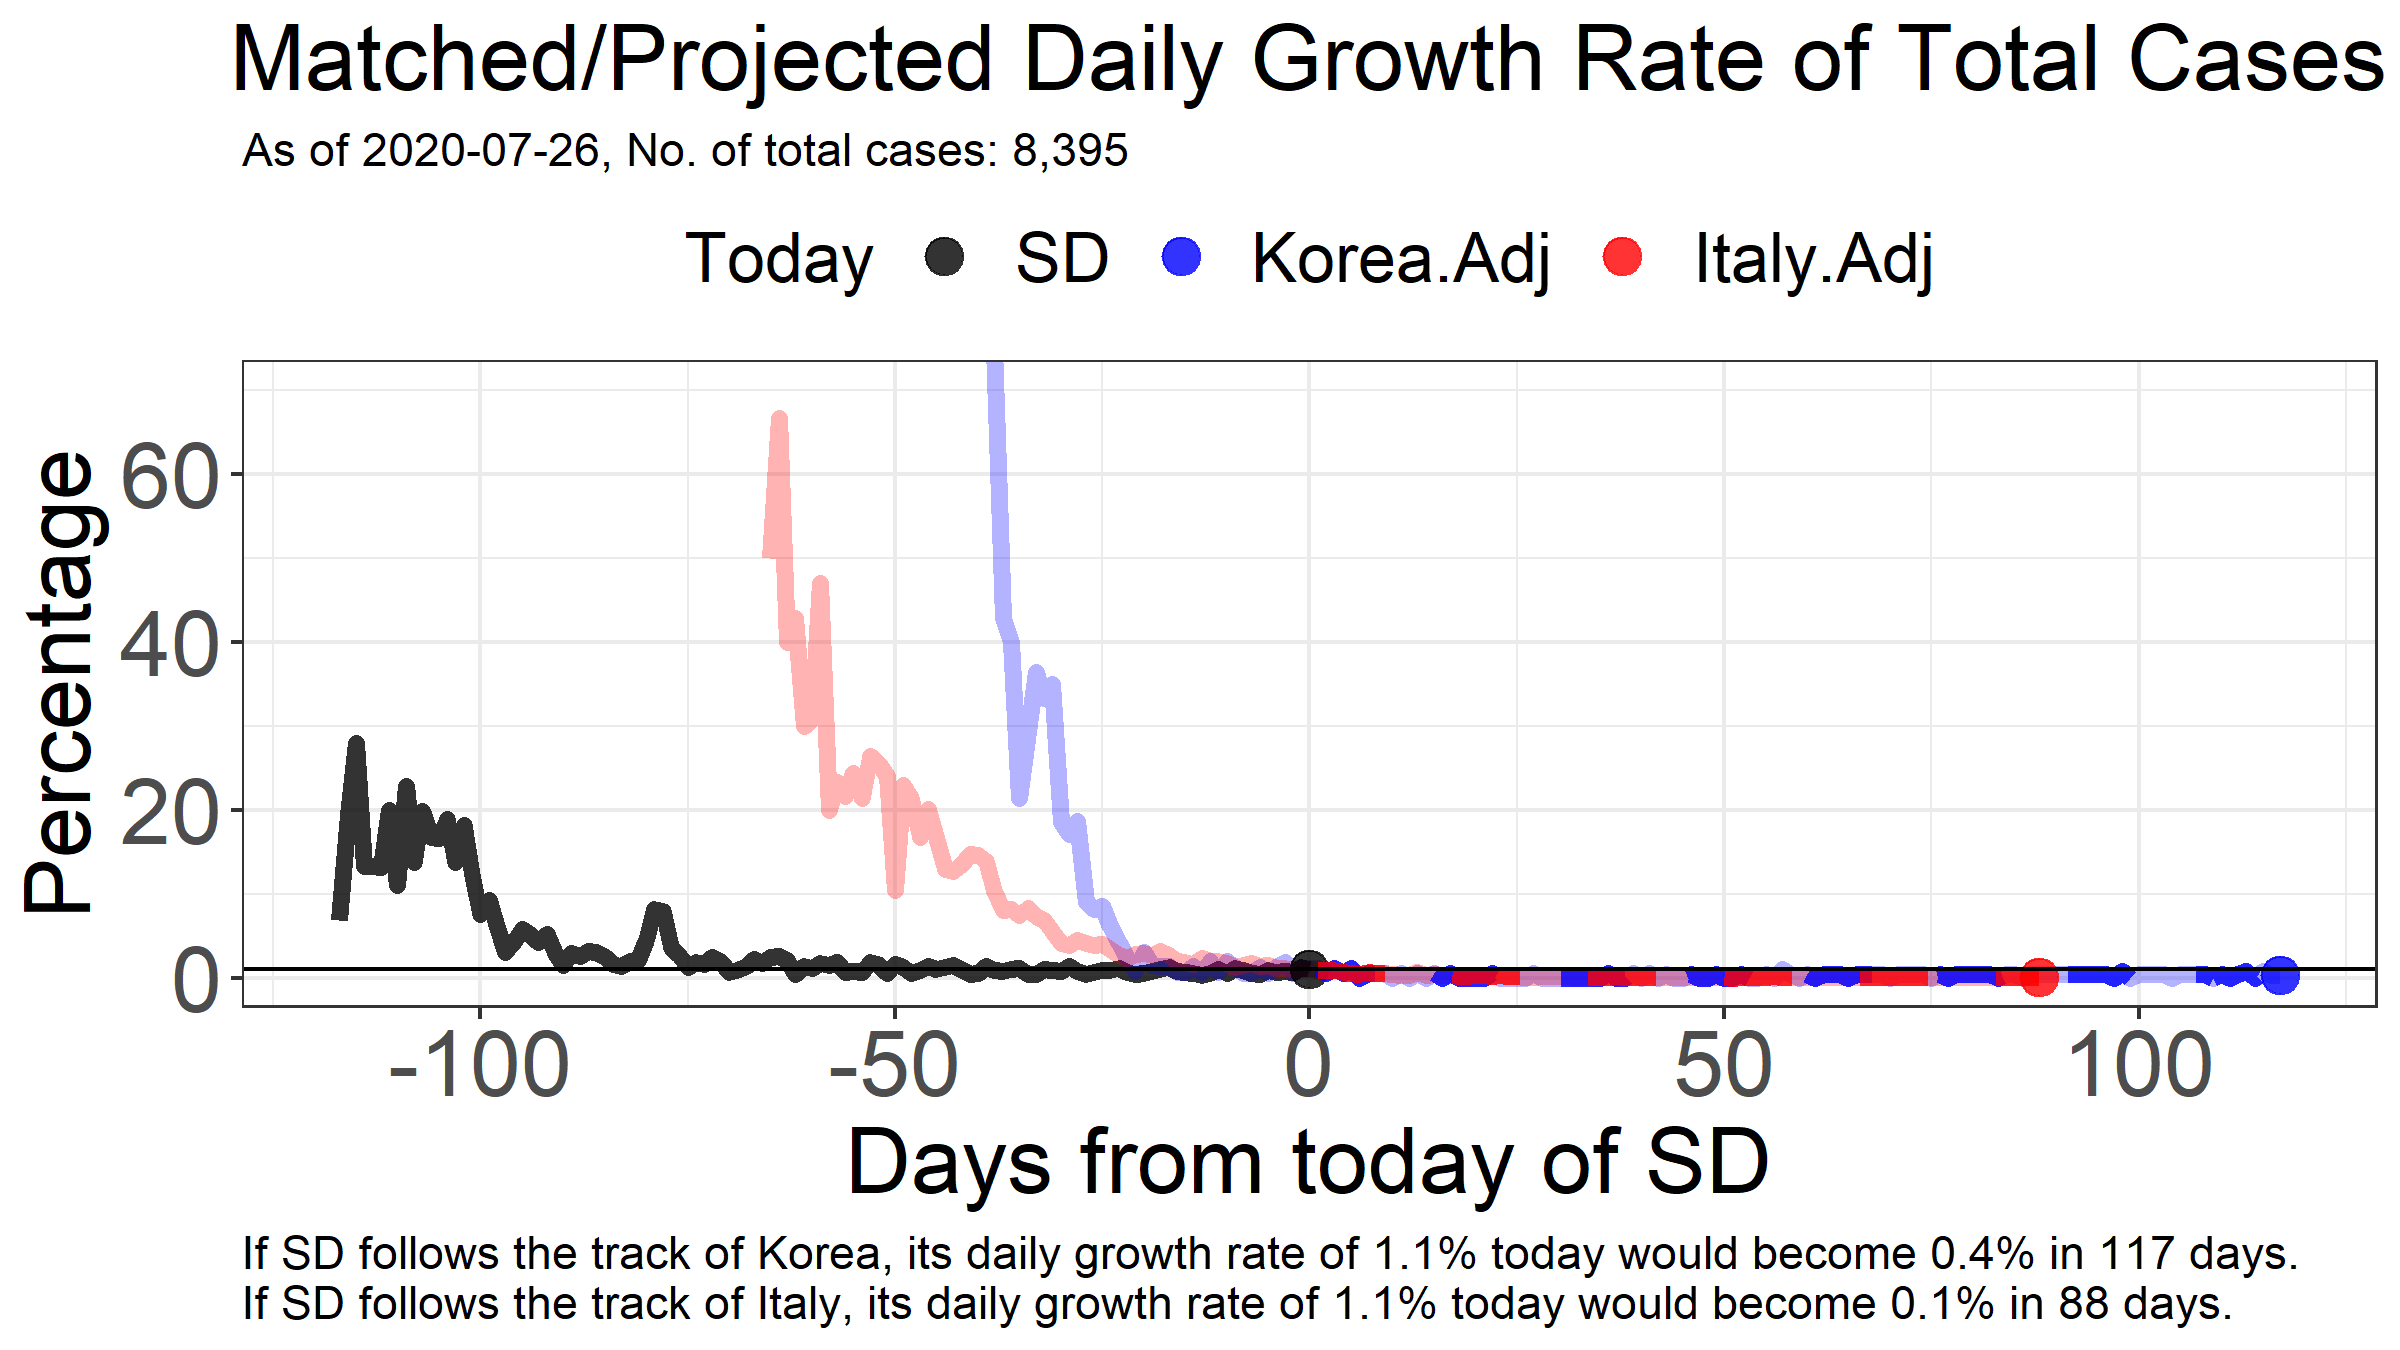 Matched/Projected Daily Growth Rate of Total Cases
As of 2020-07-26, No. of total cases: 8,395
Today SD Korea.Adj Italy.Adj
Percentage
60
40
20
0
-100 -50 0 50 100
Days from today of SD
If SD follows the track of Korea, its daily growth rate of 1.1% today would become 0.4% in 117 days.
If SD follows the track of Italy, its daily growth rate of 1.1% today would become 0.1% in 88 days.